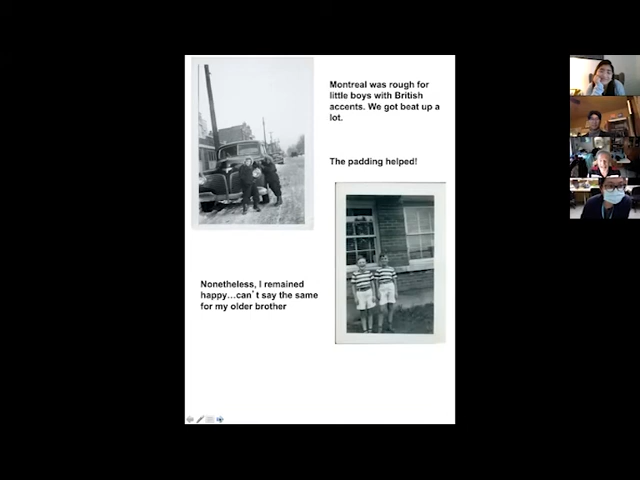 Montreal was rough for
little boys with British
accents. We got beat up a
lot.
The padding helped!
Nonetheless, I remained
happy…can't say the same
for my older brother